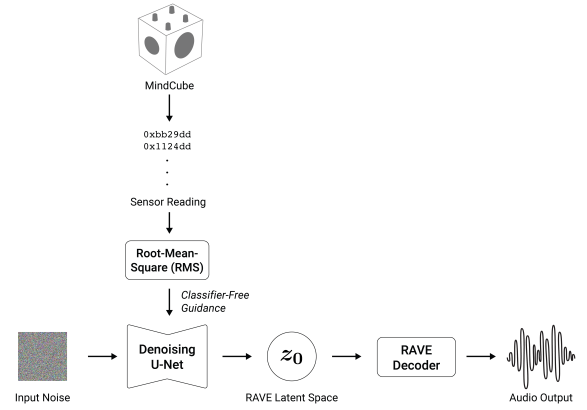 MindCube
0xbb29dd
0x1124dd
.
.
.
Sensor Reading
Root-Mean-
Square (RMS)
Classifier-Free
Guidance
Denoising
U-Net
z0
RAVE
Decoder
Input Noise
RAVE Latent Space
Audio Output